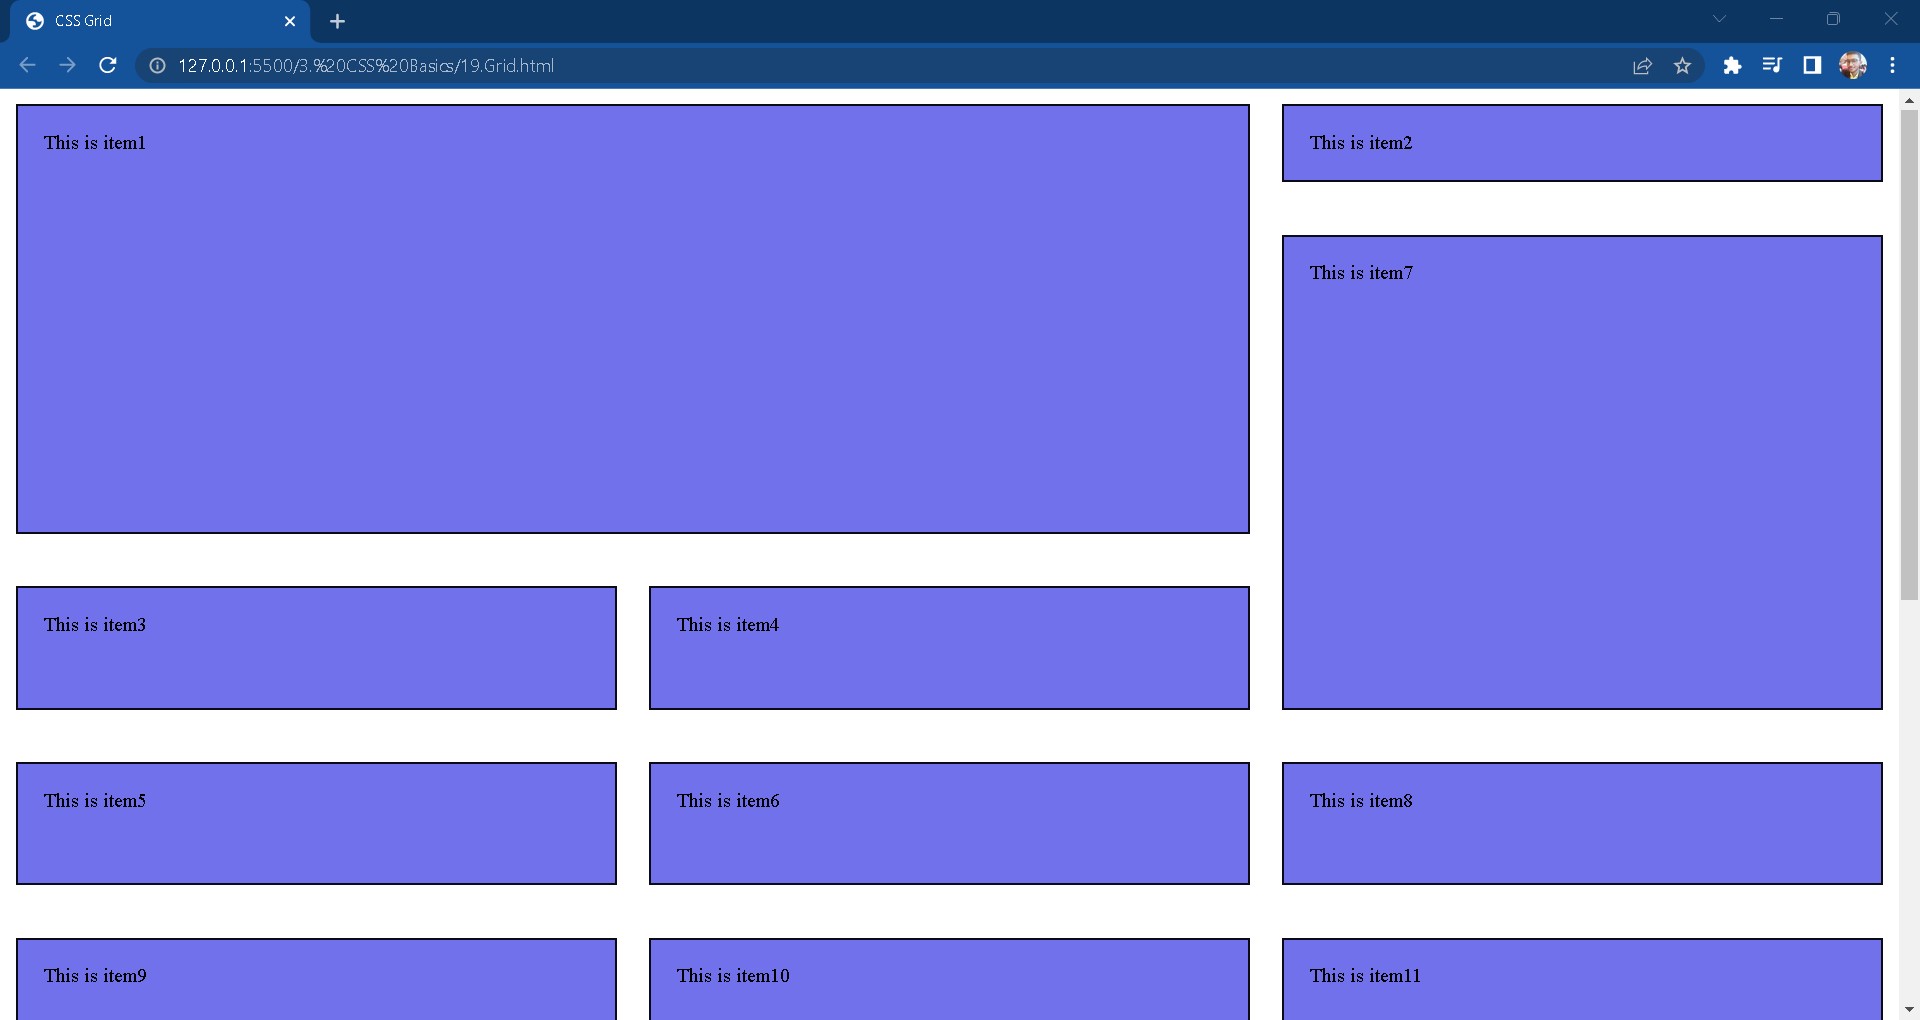 CSS Grid
127.0.0.1:5500/3.%20CSS%20Basics/19.Grid.html
This is item1
This is item2
This is item7
This is item3
This is item4
This is item5
This is item6
This is item8
This is item9
This is item10
This is item11